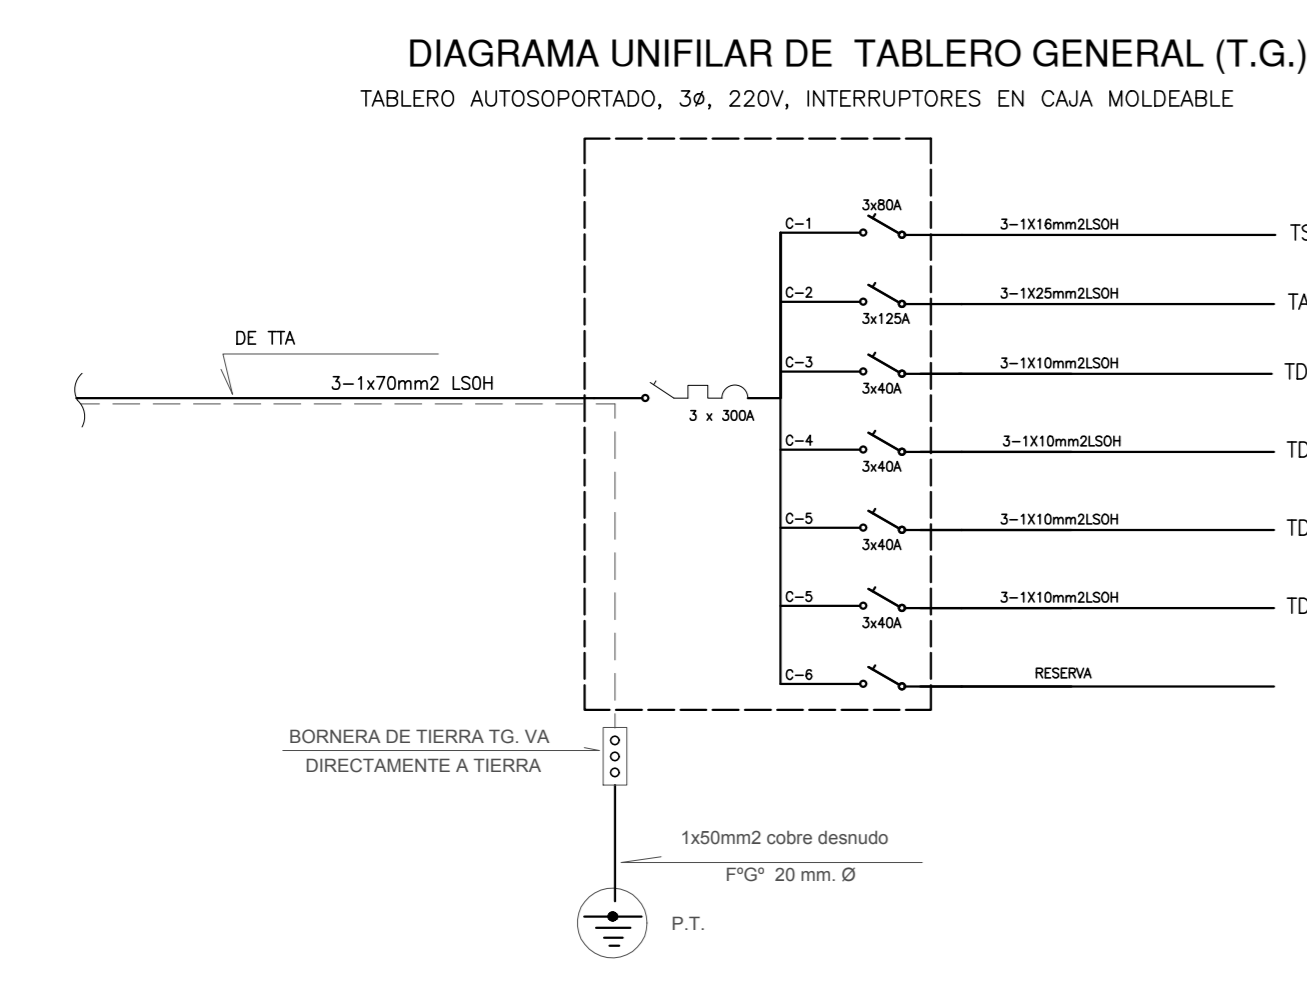 DIAGRAMA UNIFILAR DE TABLERO GENERAL (T.G.)
TABLERO AUTOSOPORTADO, 3ø, 220V, INTERRUPTORES EN CAJA MOLDEABLE
3x80A
C-1
3-1X16mm2LSOH
TS
C-2
3-1X25mm2LSOH
TA
3x125A
DE TTA
C-3
3-1X10mm2LSOH
TD
3x40A
3-1x70mm2 LSOH
3 x 300A
C-4
3-1X10mm2LSOH
TD
3x40A
C-5
3-1X10mm2LSOH
TD
3x40A
C-5
3-1X10mm2LSOH
TD
3x40A
C-6
RESERVA
BORNERA DE TIERRA TG. VA
DIRECTAMENTE A TIERRA
1x50mm2 cobre desnudo
FºGº 20 mm. Ø
P.T.